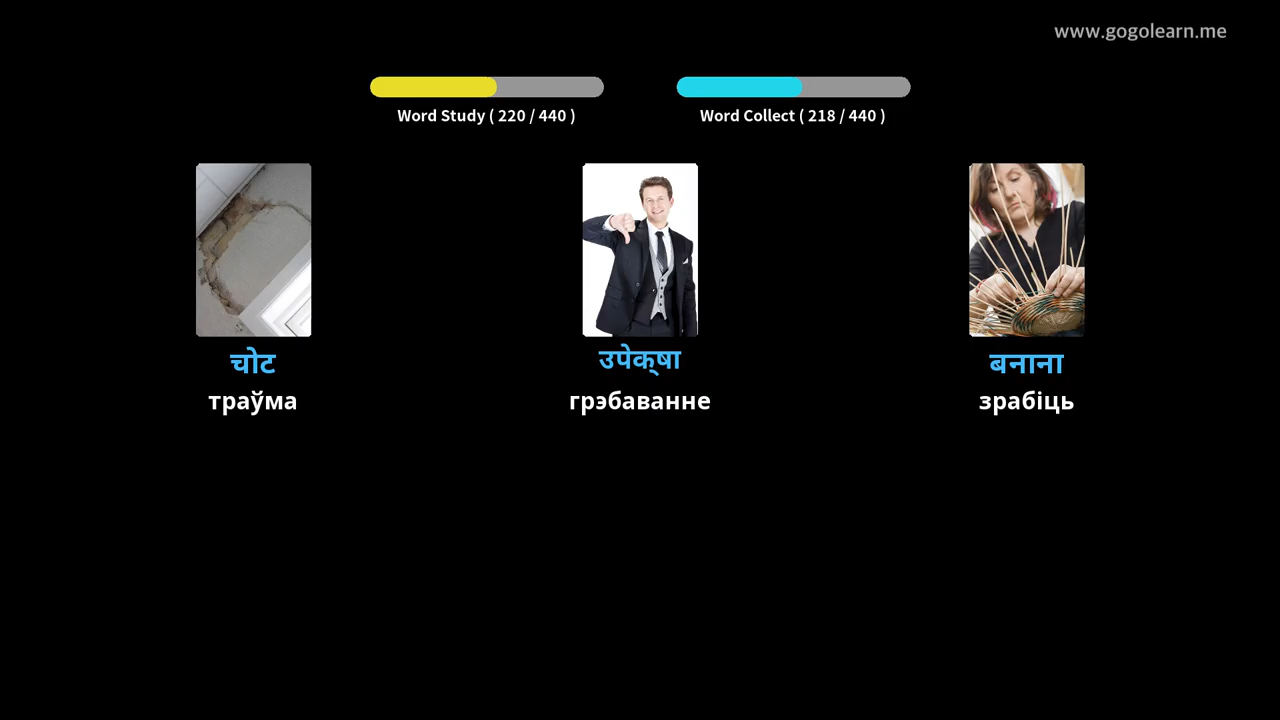 www.gogolearn.me
Word Study ( 220 / 440 )
Word Collect ( 218 / 440 )
चोट
उपेक्षा
बनाना
траўма
грэбаванне
зрабіць